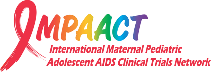 IMPAACT
International Maternal Pediatric
Adolescent AIDS Clinical Trials Network